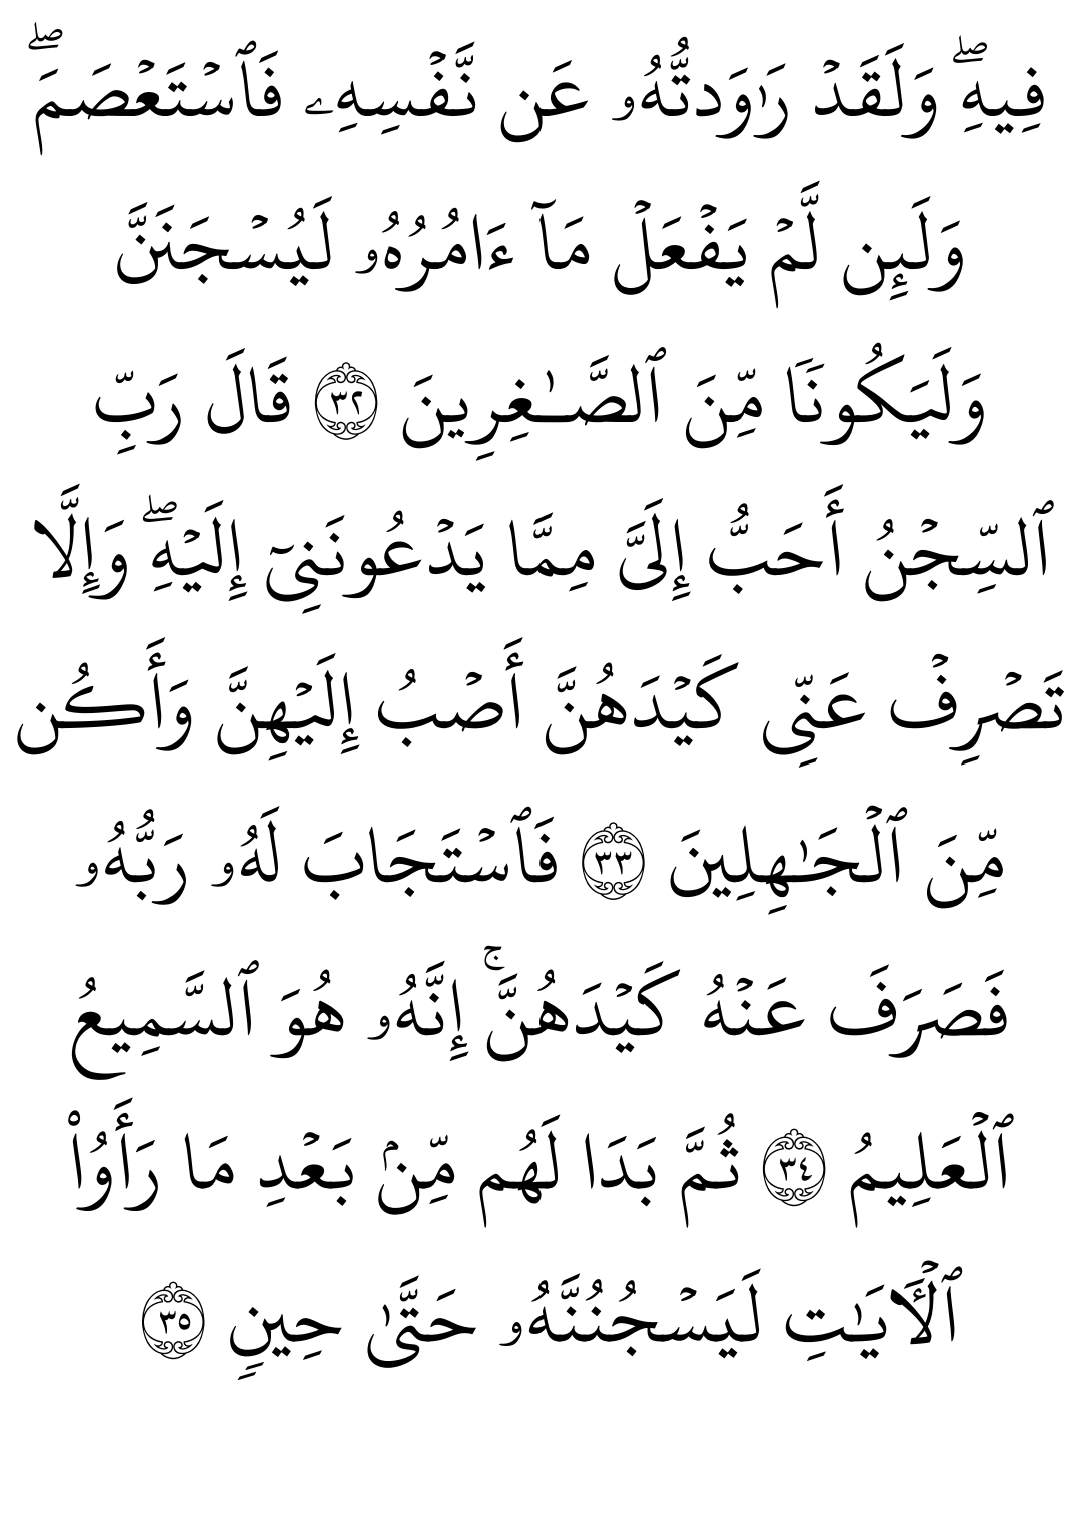 فِيهِۖ وَلَقَدۡ رَٰوَدتُّهُۥ عَن نَّفۡسِهِۦ فَٱسۡتَعۡصَمَۖ
وَلَئِن لَّمۡ يَفۡعَلۡ مَآ ءَامُرُهُۥ لَيُسۡجَنَنَّ
وَلَيَكُونٗا مِّنَ ٱلصَّٰغِرِينَ ٣٢ قَالَ رَبِّ
ٱلسِّجۡنُ أَحَبُّ إِلَيَّ مِمَّا يَدۡعُونَنِيٓ إِلَيۡهِۖ وَإِلَّا
تَصۡرِفۡ عَنِّي كَيۡدَهُنَّ أَصۡبُ إِلَيۡهِنَّ وَأَكُن
مِّنَ ٱلۡجَٰهِلِينَ ٣٣ فَٱسۡتَجَابَ لَهُۥ رَبُّهُۥ
فَصَرَفَ عَنۡهُ كَيۡدَهُنَّۚ إِنَّهُۥ هُوَ ٱلسَّمِيعُ
ٱلۡعَلِيمُ ٣٤ ثُمَّ بَدَا لَهُم مِّنۢ بَعۡدِ مَا رَأَوُاْ
ٱلۡأٓيَٰتِ لَيَسۡجُنُنَّهُۥ حَتَّىٰ حِينٖ ٣٥